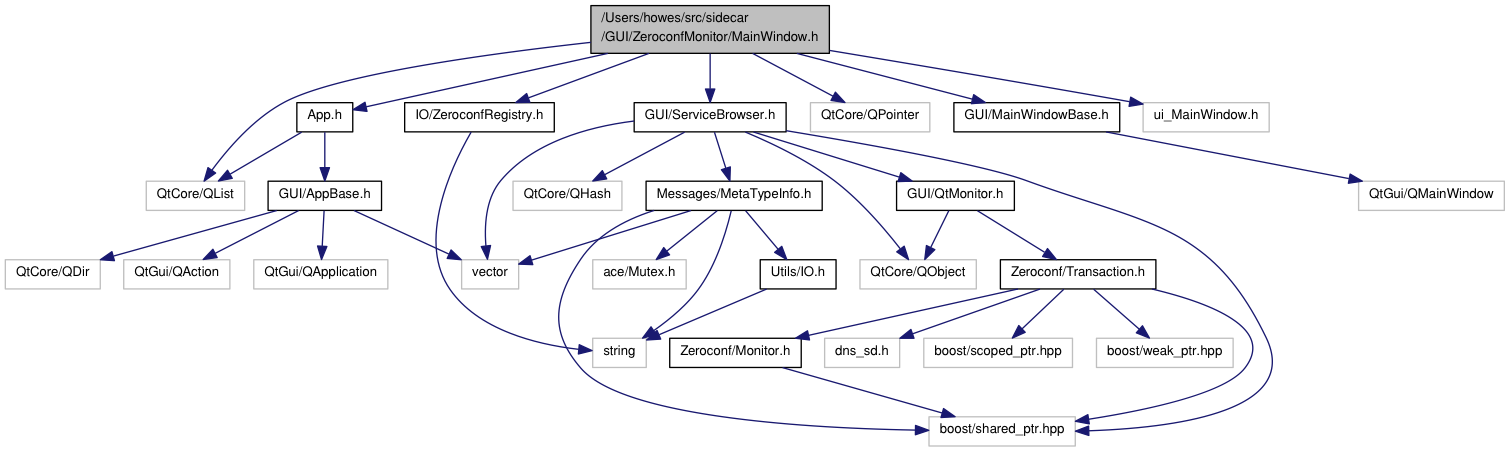 /Users/howes/src/sidecar
/GUI/ZeroconfMonitor/MainWindow.h
App.h
IO/ZeroconfRegistry.h
GUI/ServiceBrowser.h
QtCore/QPointer
GUI/MainWindowBase.h
ui_MainWindow.h
QtCore/QList
GUI/AppBase.h
QtCore/QHash
Messages/MetaTypeInfo.h
GUI/QtMonitor.h
QtGui/QMainWindow
QtCore/QDir
QtGui/QAction
QtGui/QApplication
vector
ace/Mutex.h
Utils/IO.h
QtCore/QObject
Zeroconf/Transaction.h
string
Zeroconf/Monitor.h
dns_sd.h
boost/scoped_ptr.hpp
boost/weak_ptr.hpp
boost/shared_ptr.hpp